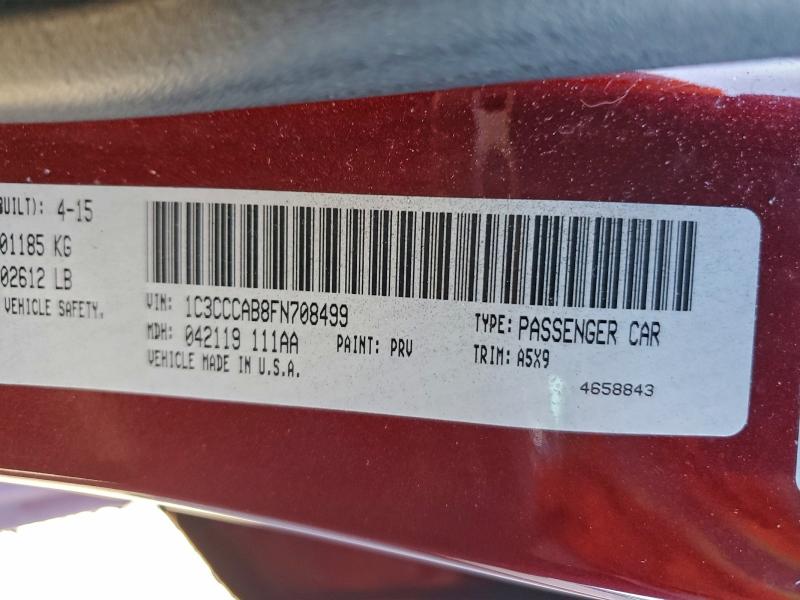 BUILT): 4-15
01185 KG
02612 LB
VEHICLE SAFETY.
VIN: 1C3CCCAB8FN708499
MDH: 042119 111AA PAINT: PRV
VEHICLE MADE IN U.S.A.
TYPE: PASSENGER CAR
TRIM: A5X9
4658843